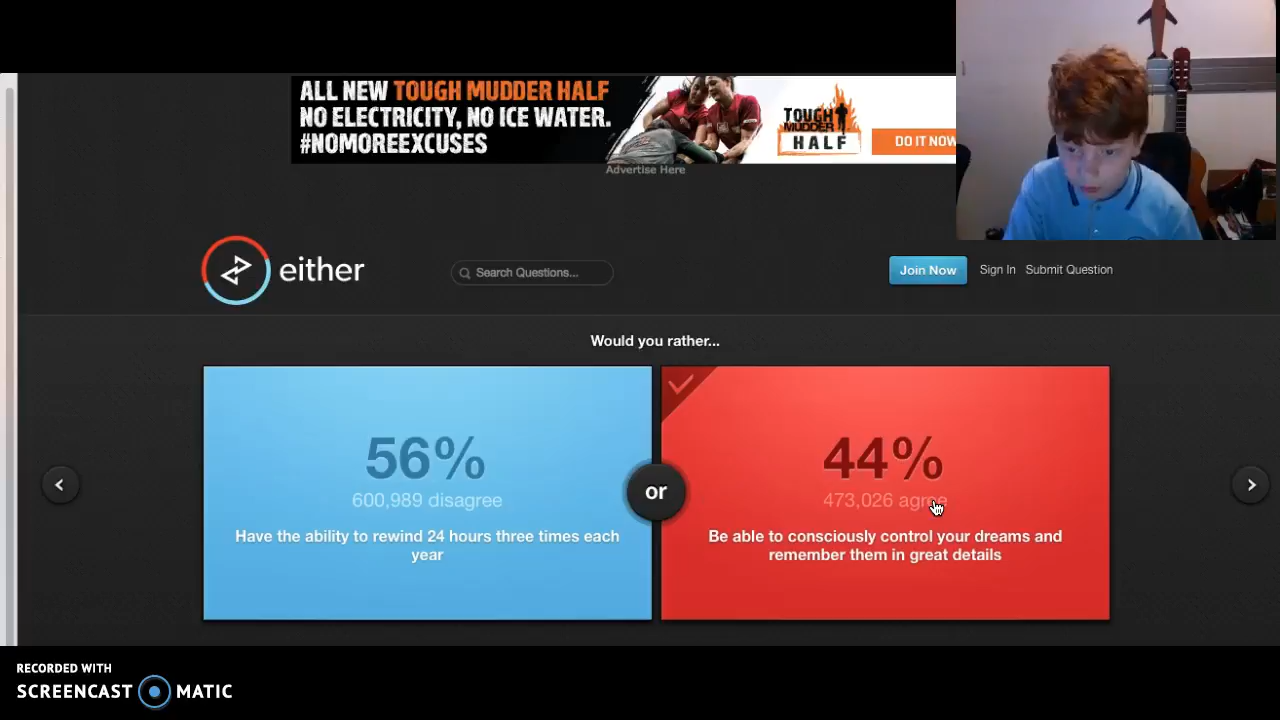 ALL NEW TOUGH MUDDER HALF
NO ELECTRICITY, NO ICE WATER.
#NOMOREEXCUSES
TOUGH
MUDDER
HALF
DO IT NOW
Advertise Here
either
Search Questions...
Join Now
Sign In
Submit Question
Would you rather...
56%
600,989 disagree
Have the ability to rewind 24 hours three times each
year
or
44%
473,026 agree
Be able to consciously control your dreams and
remember them in great details
RECORDED WITH
SCREENCAST MATIC